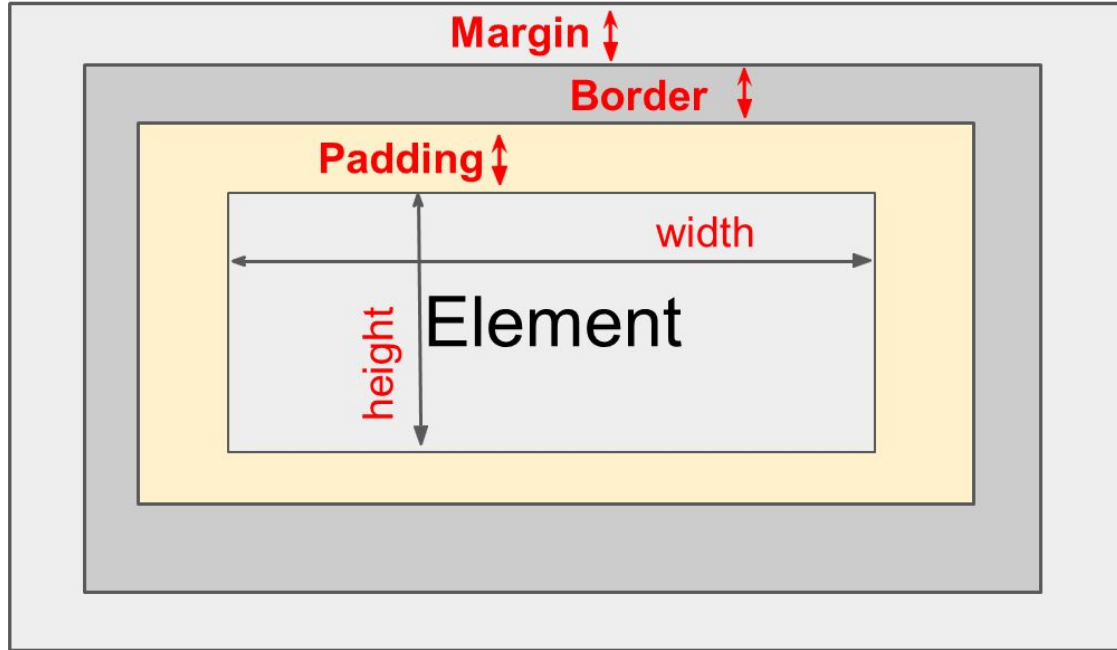 Margin
Border
Padding
width
height
Element